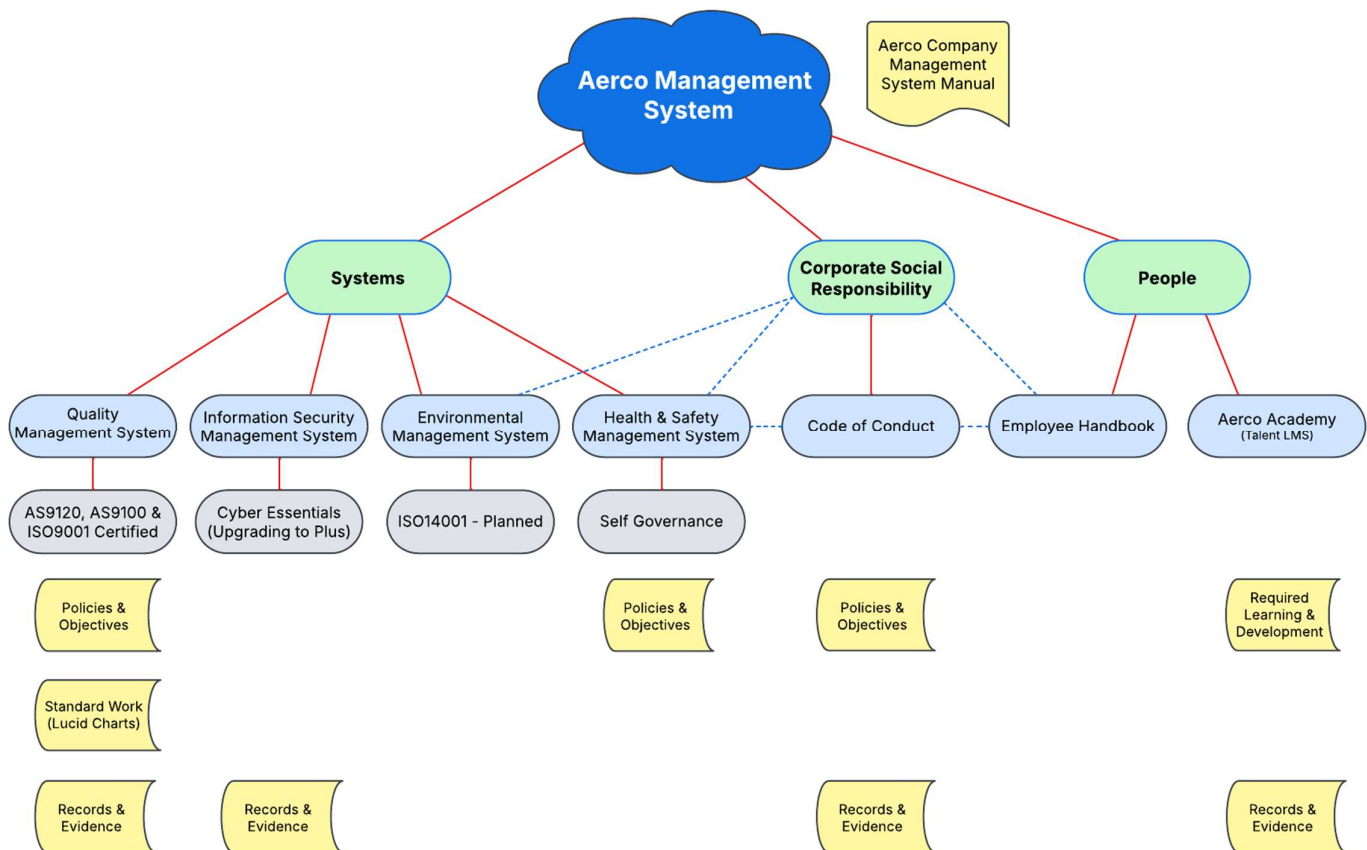 Aerco Management
System
Aerco Company
Management
System Manual
Systems
Corporate Social
Responsibility
People
Quality
Management System
Information Security
Management System
Environmental
Management System
Health & Safety
Management System
Code of Conduct
Employee Handbook
Aerco Academy
(Talent LMS)
AS9120, AS9100 &
ISO9001 Certified
Cyber Essentials
(Upgrading to Plus)
ISO14001 - Planned
Self Governance
Policies &
Objectives
Policies &
Objectives
Policies &
Objectives
Required
Learning &
Development
Standard Work
(Lucid Charts)
Records &
Evidence
Records &
Evidence
Records &
Evidence
Records &
Evidence